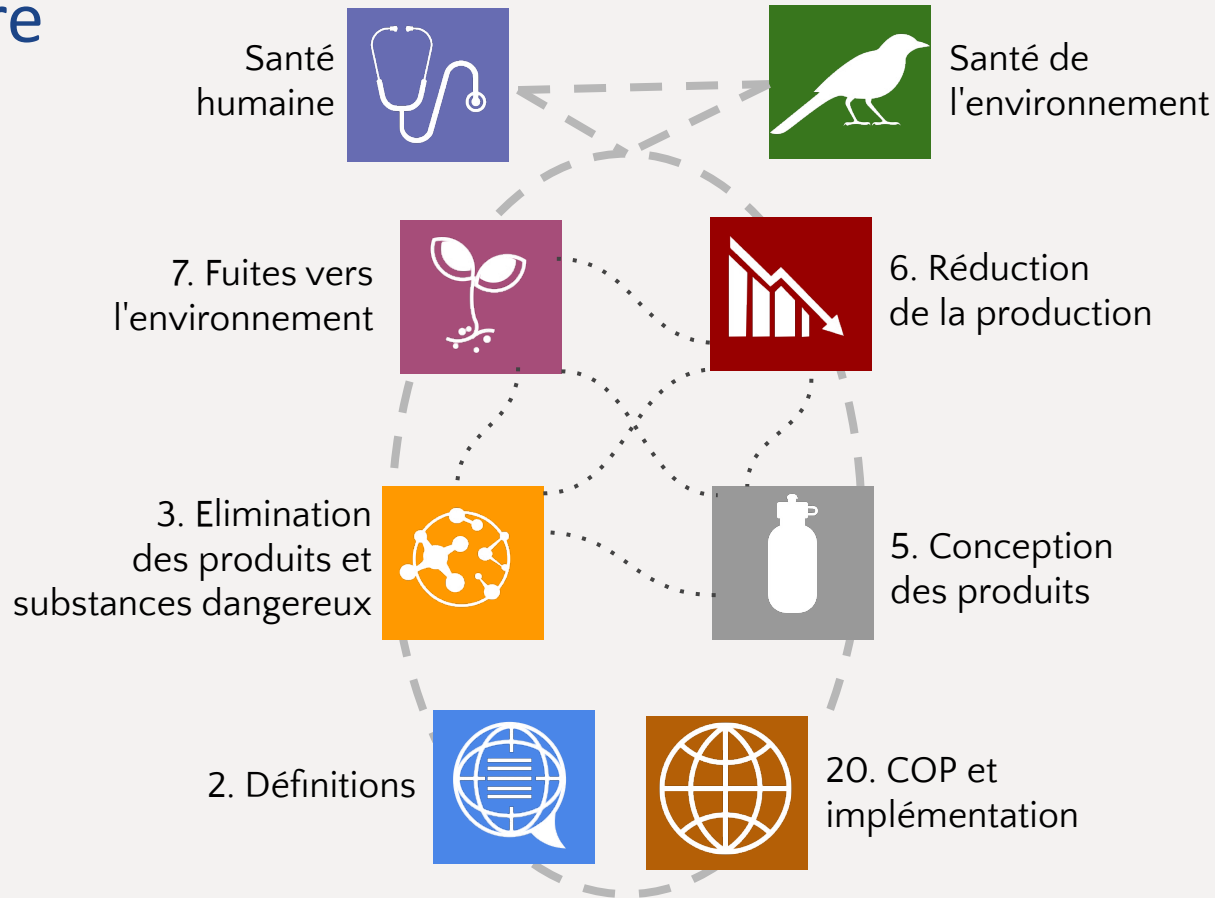 re
Santé
humaine
Santé de
l'environnement
7. Fuites vers
l'environnement
6. Réduction
de la production
3. Elimination
des produits et
substances dangereux
5. Conception
des produits
2. Définitions
20. COP et
implémentation